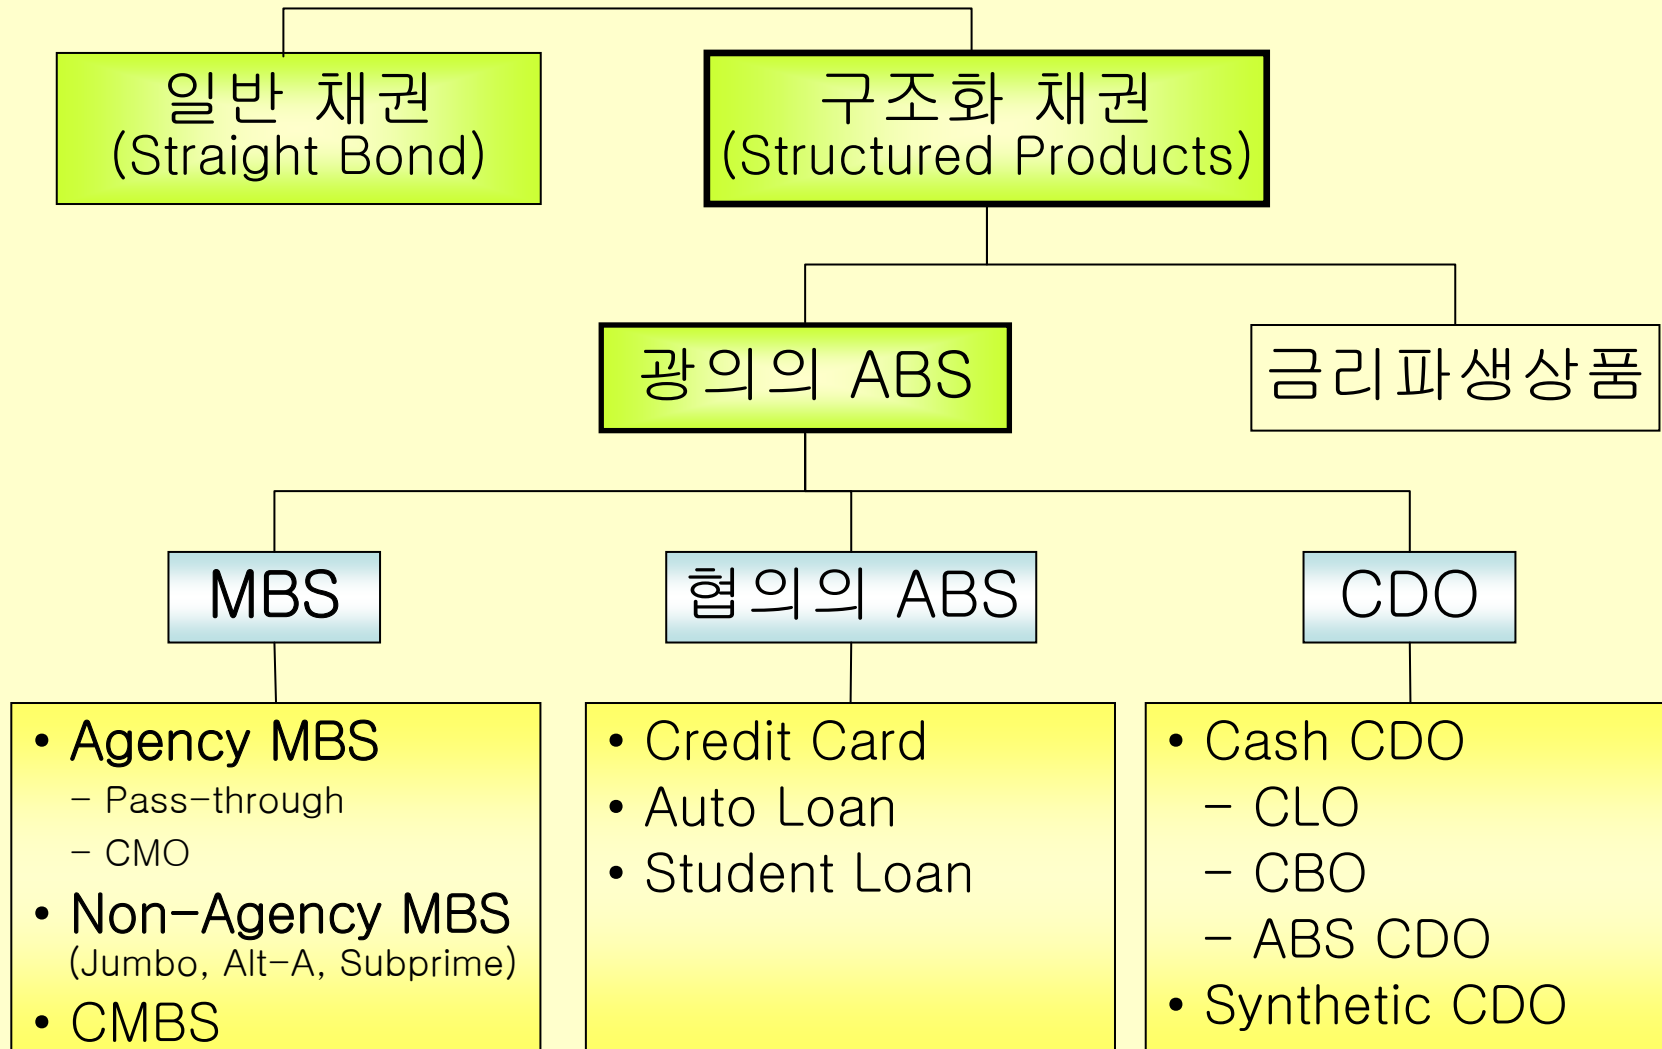 일반 채권
(Straight Bond)
구조화 채권
(Structured Products)
광의의 ABS
금리파생상품
MBS
협의의 ABS
CDO
• Agency MBS
– Pass-through
– CMO
• Non-Agency MBS
(Jumbo, Alt-A, Subprime)
• CMBS
• Credit Card
• Auto Loan
• Student Loan
• Cash CDO
– CLO
– CBO
– ABS CDO
• Synthetic CDO